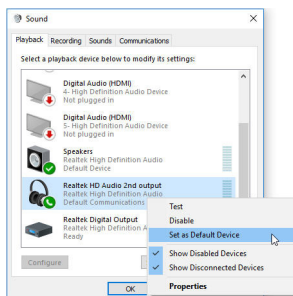 Sound
Playback Recording Sounds Communications
Select a playback device below to modify its settings:
Digital Audio (HDMI)
4- High Definition Audio Device
Not plugged in
Digital Audio (HDMI)
5- High Definition Audio Device
Not plugged in
Speakers
Realtek High Definition Audio
Default Device
Realtek HD Audio 2nd output
Realtek High Definition Audio
Default Communications
Realtek Digital Output
Realtek High Definition A
Ready
Test
Disable
Set as Default Device
Show Disabled Devices
Show Disconnected Devices
Properties
Configure
OK